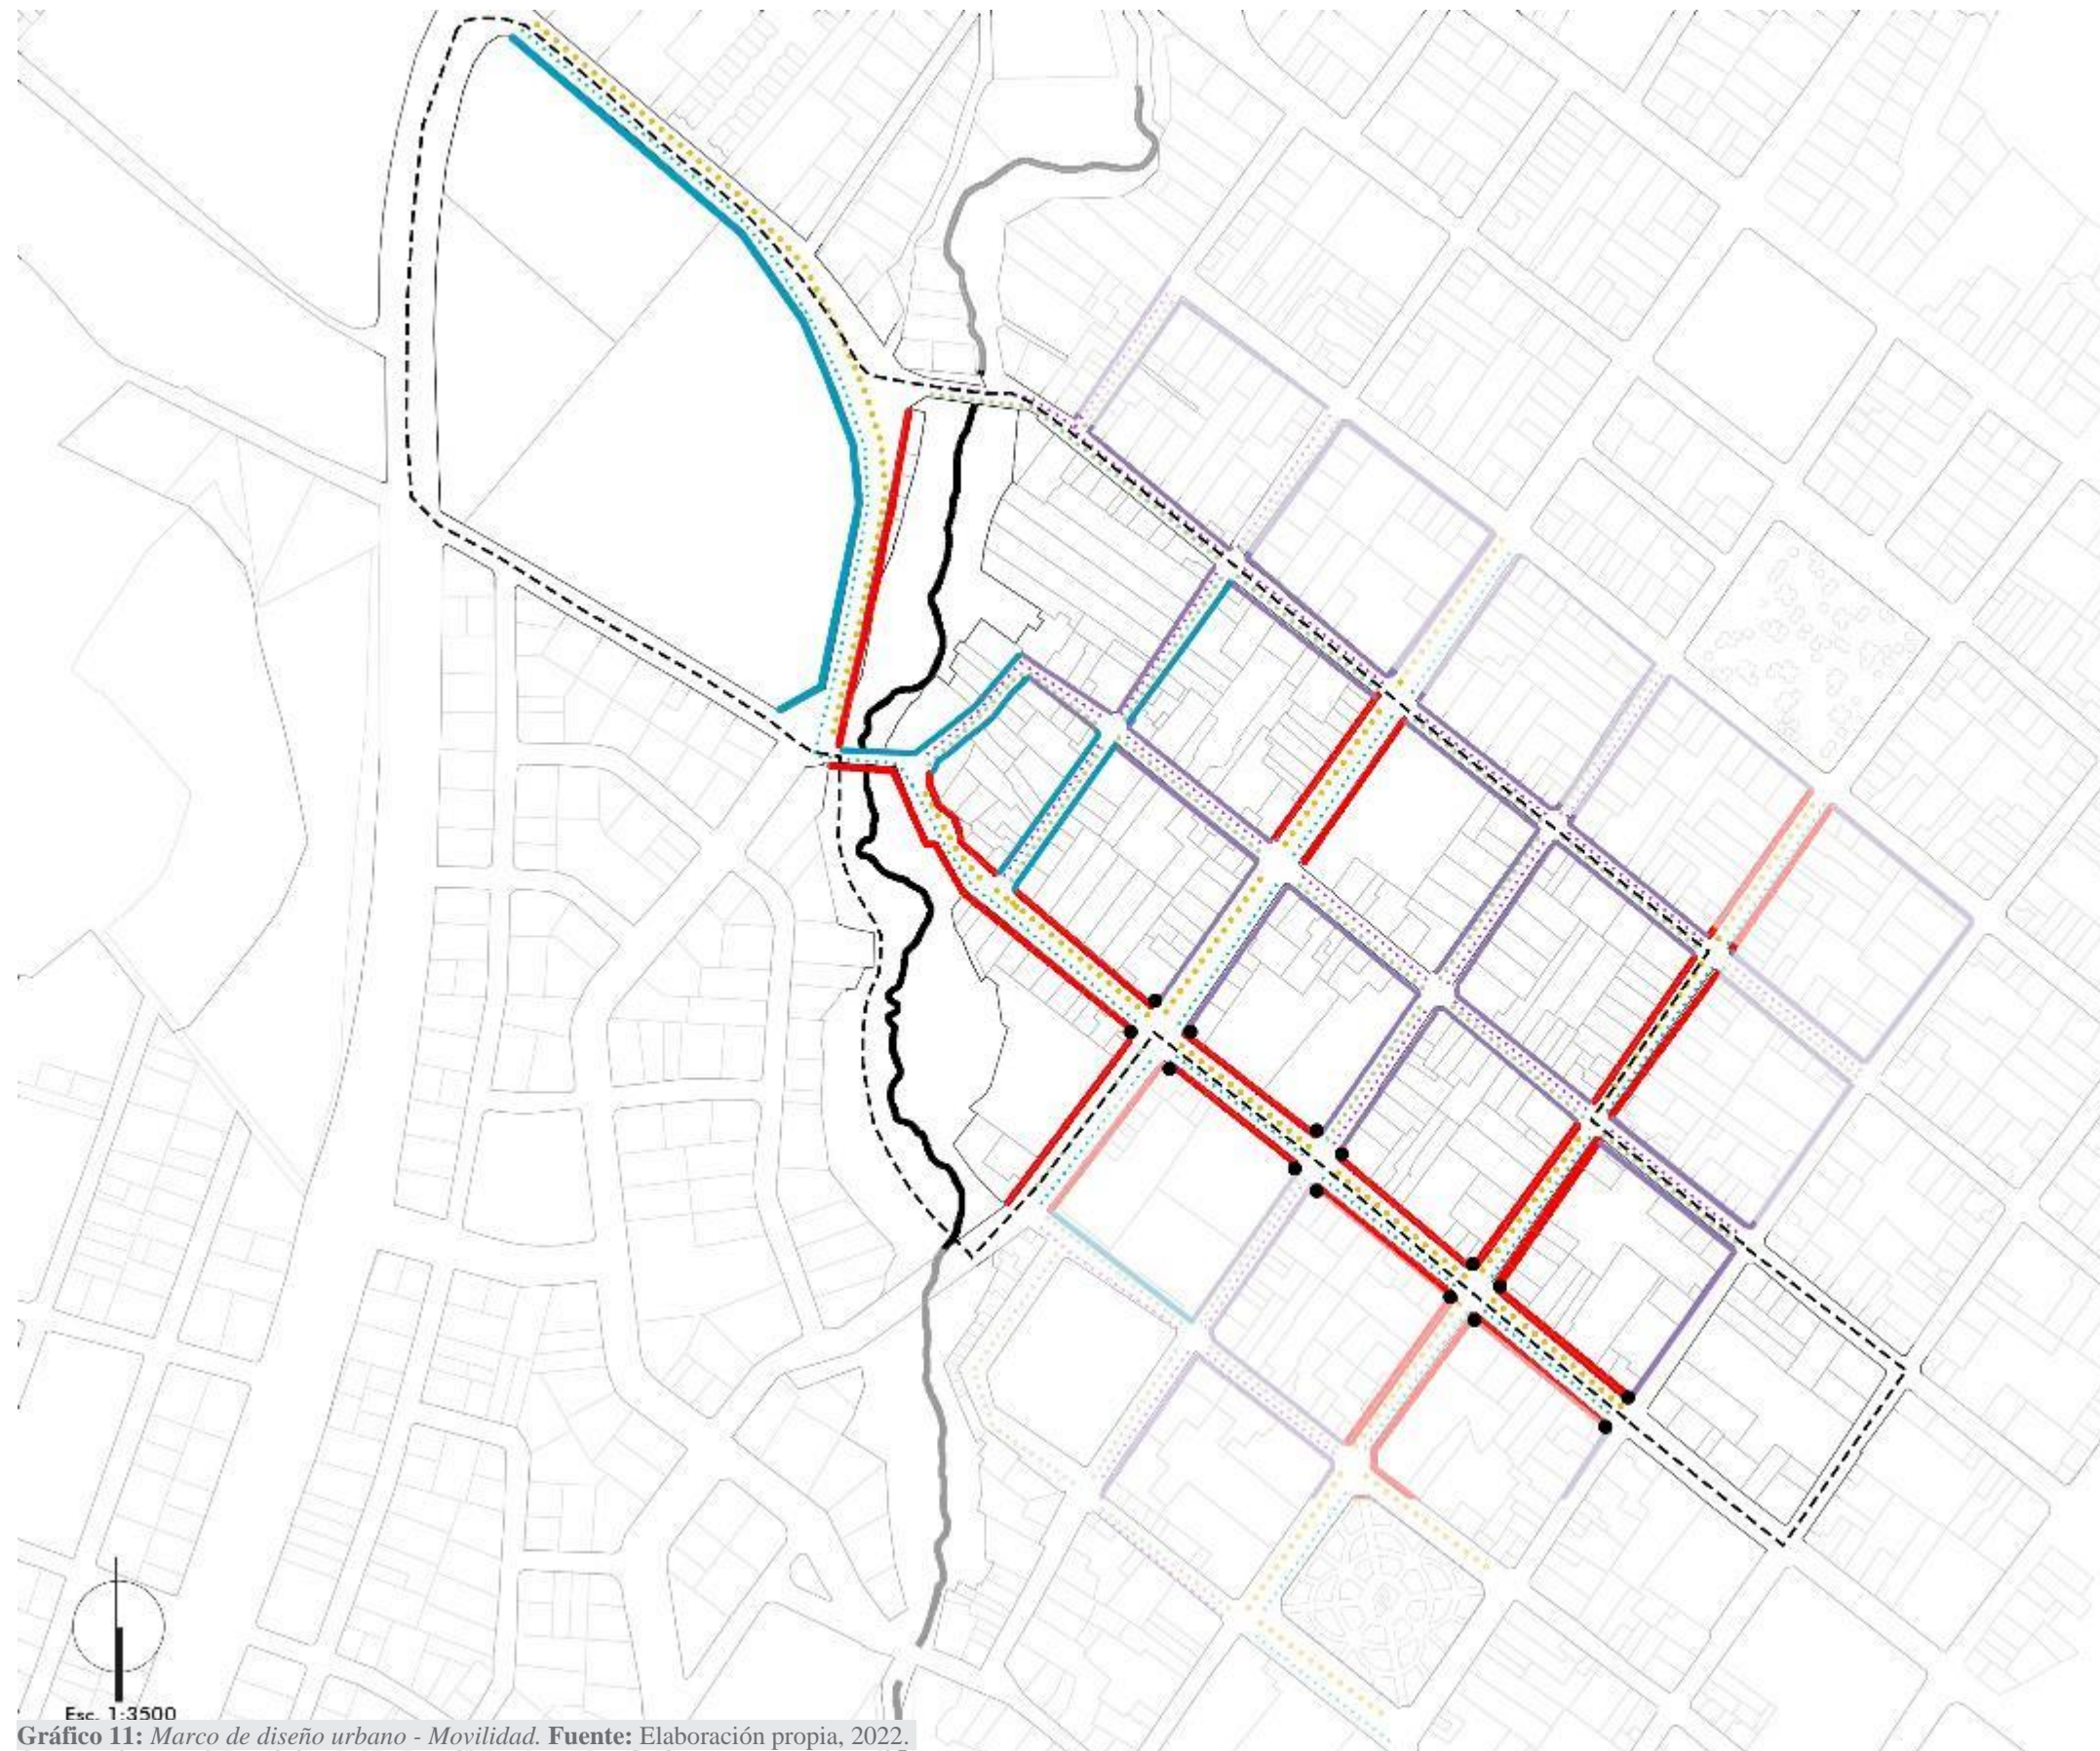 Esc. 1:3500
Gráfico 11: Marco de diseño urbano - Movilidad. Fuente: Elaboración propia, 2022.